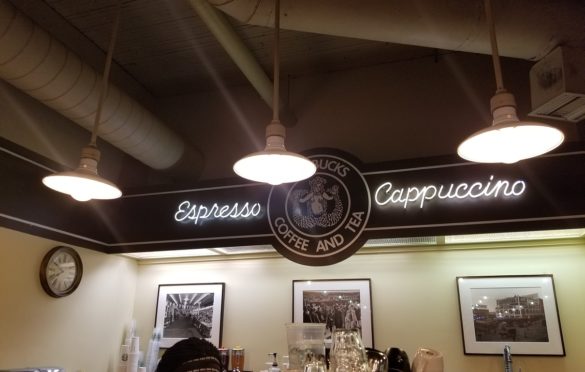 Espresso
BUCKS
COFFEE AND TEA
Cappuccino